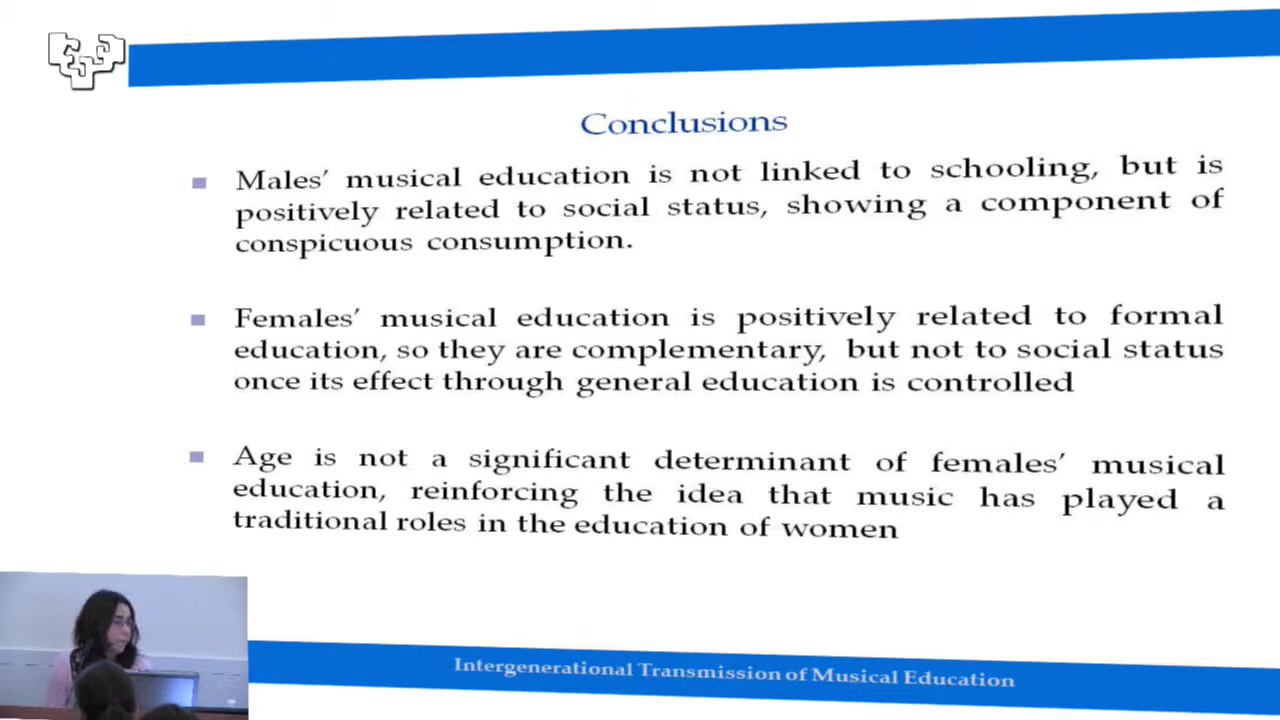 Conclusions
Males' musical education is not linked to schooling, but is
positively related to social status, showing a component of
conspicuous consumption.
Females' musical education is positively related to formal
education, so they are complementary, but not to social status
once its effect through general education is controlled
Age is not a significant determinant of females' musical
education, reinforcing the idea that music has played a
traditional roles in the education of women
Intergenerational Transmission of Musical Education